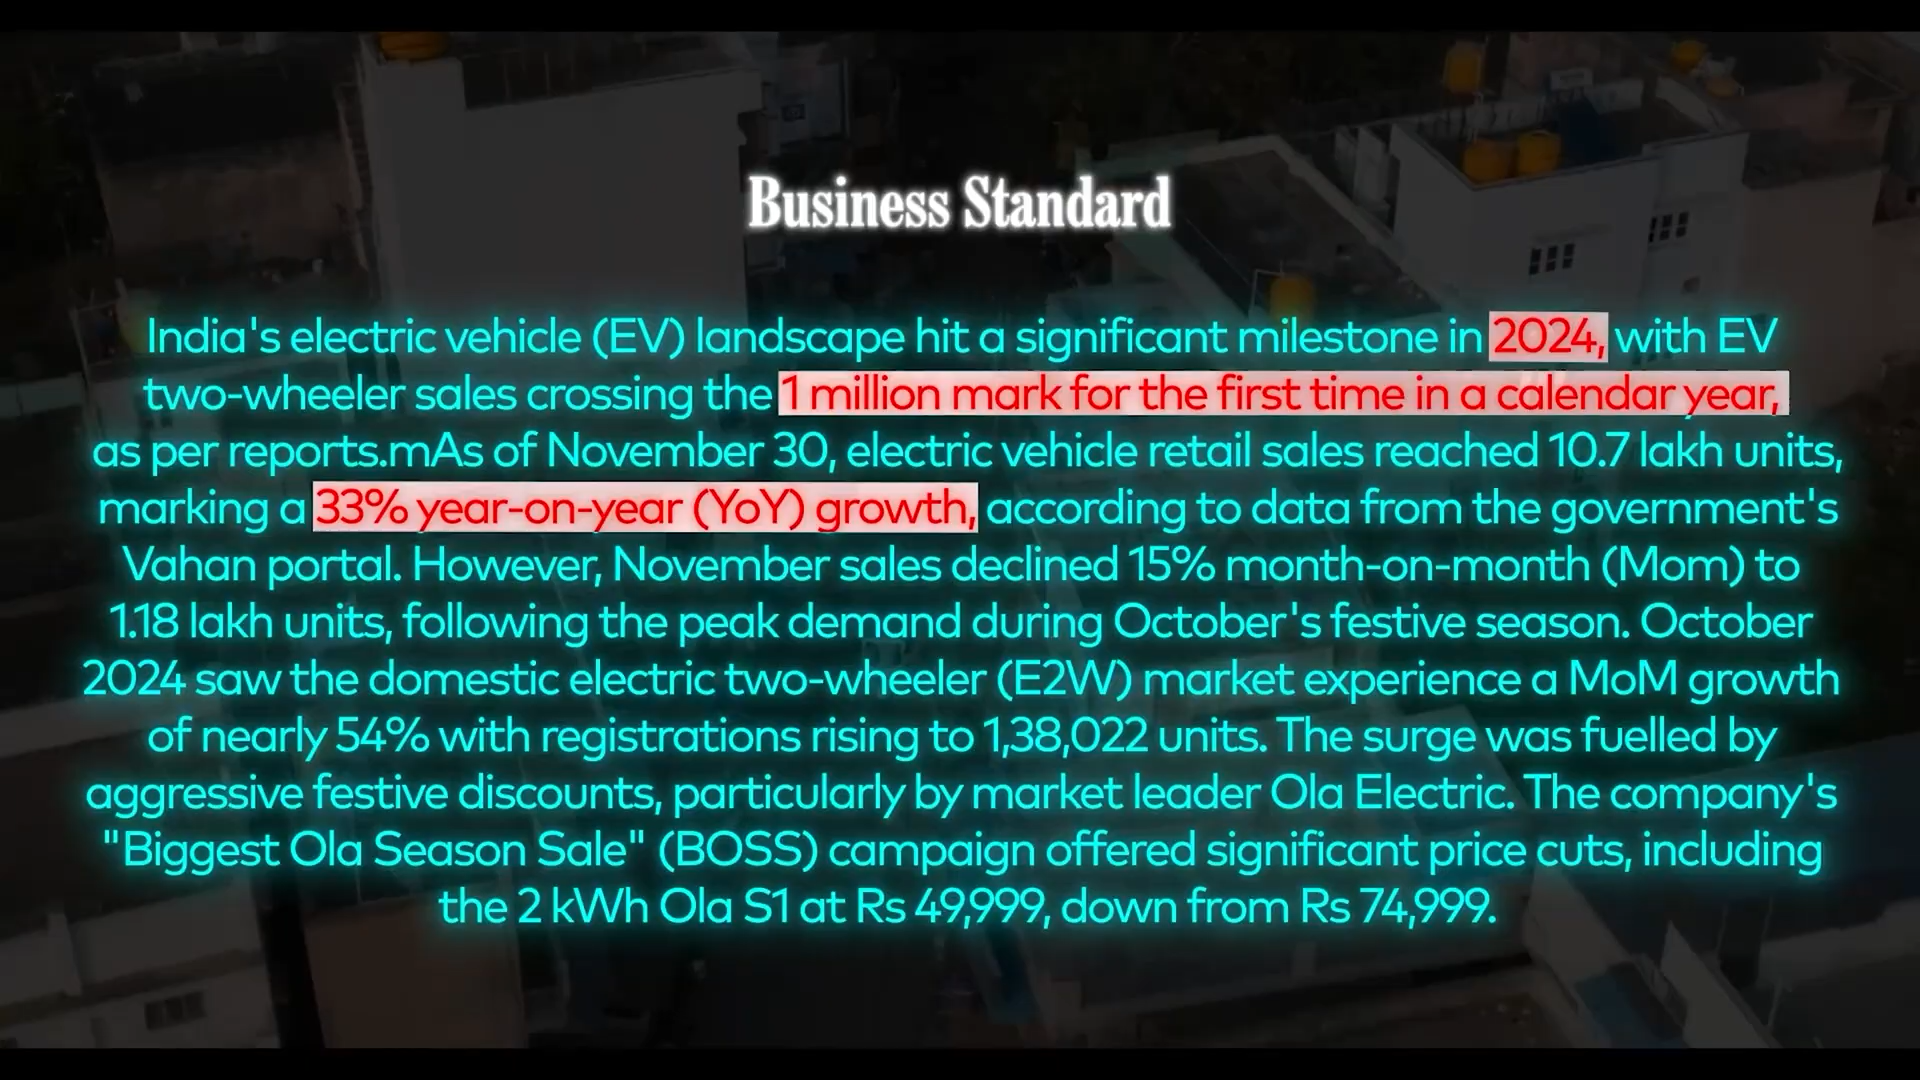 Business Standard
India's electric vehicle (EV) landscape hit a significant milestone in 2024, with EV
two-wheeler sales crossing the 1 million mark for the first time in a calendar year,
as per reports.mAs of November 30, electric vehicle retail sales reached 10.7 lakh units,
marking a 33% year-on-year (YoY) growth, according to data from the government's
Vahan portal. However, November sales declined 15% month-on-month (Mom) to
1.18 lakh units, following the peak demand during October's festive season. October
2024 saw the domestic electric two-wheeler (E2W) market experience a MoM growth
of nearly 54% with registrations rising to 1,38,022 units. The surge was fuelled by
aggressive festive discounts, particularly by market leader Ola Electric. The company's
"Biggest Ola Season Sale" (BOSS) campaign offered significant price cuts, including
the 2 kWh Ola S1 at Rs 49,999, down from Rs 74,999.